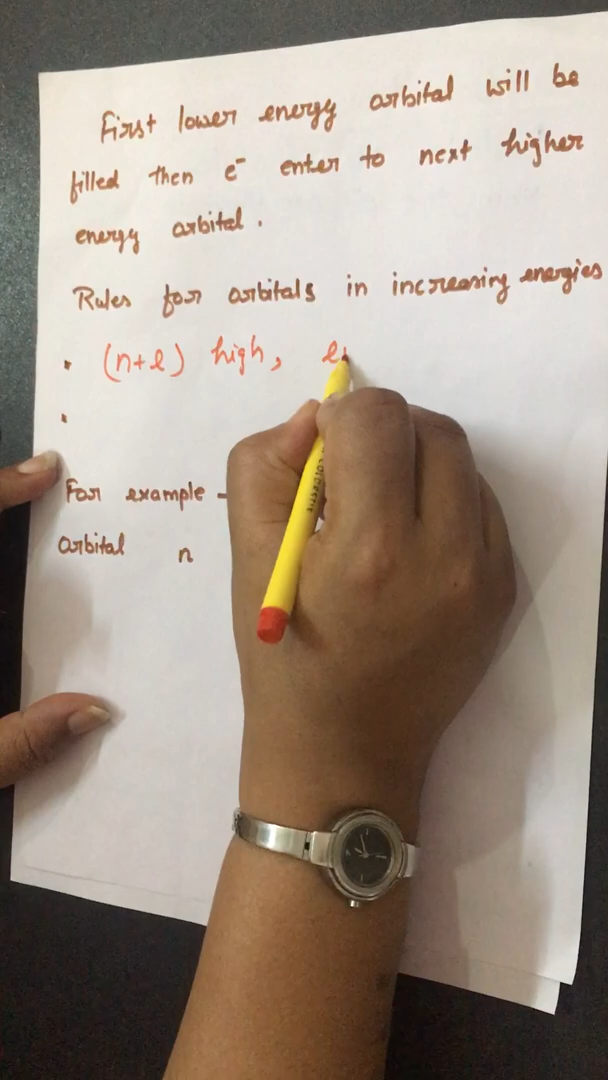 First lower energy orbital will be
filled then e⁻ enter to next higher
energy orbital.
Rules for orbitals in increasing energies
• (n+l) high, e
•
For example -
orbital n